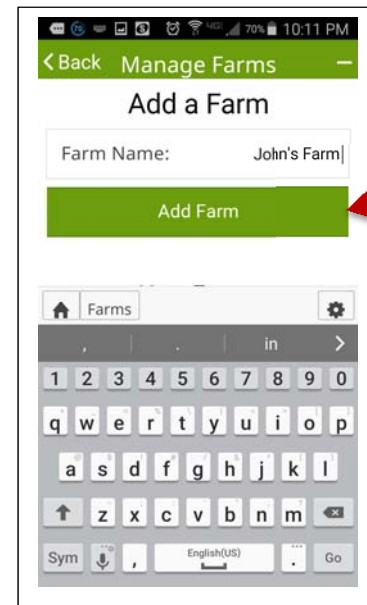 70% 10:11 PM
< Back Manage Farms –
Add a Farm
Farm Name: John's Farm
Add Farm
Farms
, . in >
1 2 3 4 5 6 7 8 9 0
q w e r t y u i o p
a s d f g h j k l
z x c v b n m
Sym , English(US) . Go